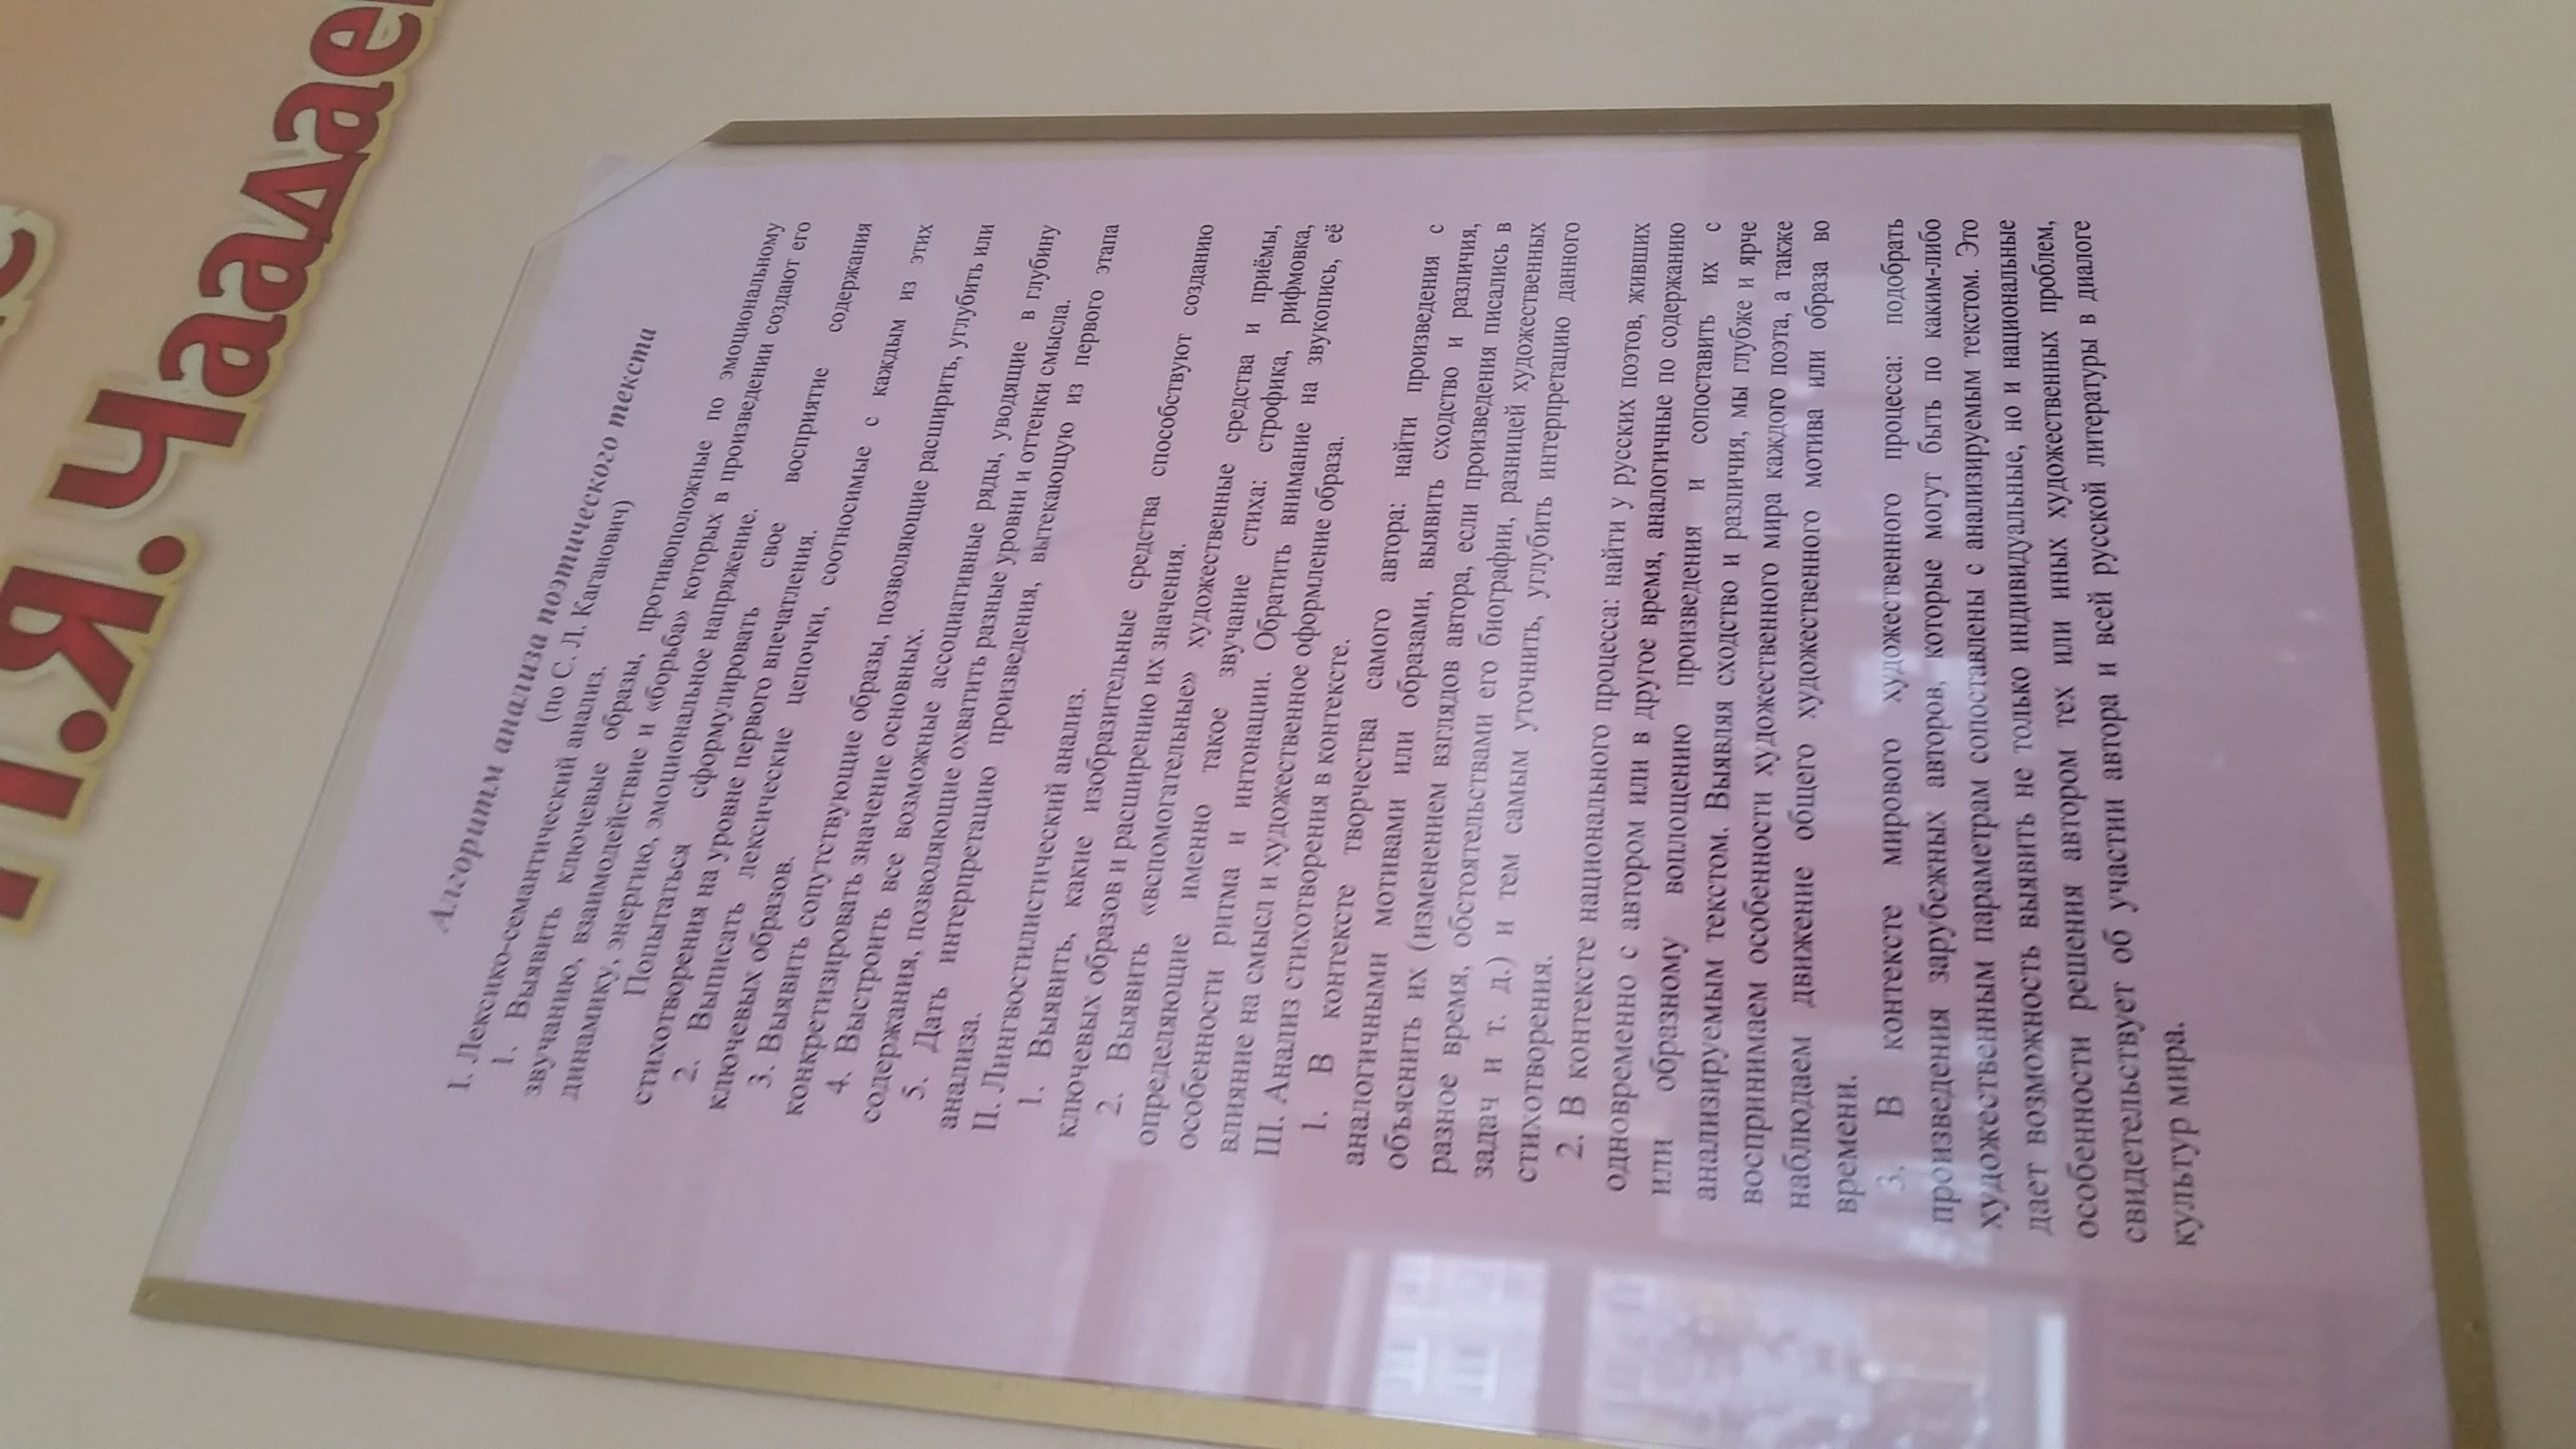 П.Я. Чаадае
Алгоритм анализа поэтического текста
(по С. Л. Каганович)
I. Лексико-семантический анализ.
1. Выявить ключевые образы, противоположные по эмоциональному
звучанию, взаимодействие и «борьба» которых в произведении создают его
динамику, энергию, эмоциональное напряжение.
Попытаться сформулировать свое восприятие содержания
стихотворения на уровне первого впечатления.
2. Выписать лексические цепочки, соотносимые с каждым из этих
ключевых образов.
3. Выявить сопутствующие образы, позволяющие расширить, углубить или
конкретизировать значение основных.
4. Выстроить все возможные ассоциативные ряды, уводящие в глубину
содержания, позволяющие охватить разные уровни и оттенки смысла.
5. Дать интерпретацию произведения, вытекающую из первого этапа
анализа.
II. Лингвостилистический анализ.
1. Выявить, какие изобразительные средства способствуют созданию
ключевых образов и расширению их значения.
2. Выявить «вспомогательные» художественные средства и приёмы,
определяющие именно такое звучание стиха: строфика, рифмовка,
особенности ритма и интонации. Обратить внимание на звукопись, её
влияние на смысл и художественное оформление образа.
III. Анализ стихотворения в контексте.
1. В контексте творчества самого автора: найти произведения с
аналогичными мотивами или образами, выявить сходство и различия,
объяснить их (изменением взглядов автора, если произведения писались в
разное время, обстоятельствами его биографии, разницей художественных
задач и т. д.) и тем самым уточнить, углубить интерпретацию данного
стихотворения.
2. В контексте национального процесса: найти у русских поэтов, живших
одновременно с автором или в другое время, аналогичные по содержанию
или образному воплощению произведения и сопоставить их с
анализируемым текстом. Выявляя сходство и различия, мы глубже и ярче
воспринимаем особенности художественного мира каждого поэта, а также
наблюдаем движение общего художественного мотива или образа во
времени.
3. В контексте мирового художественного процесса: подобрать
произведения зарубежных авторов, которые могут быть по каким-либо
художественным параметрам сопоставлены с анализируемым текстом. Это
дает возможность выявить не только индивидуальные, но и национальные
особенности решения автором тех или иных художественных проблем,
свидетельствует об участии автора и всей русской литературы в диалоге
культур мира.